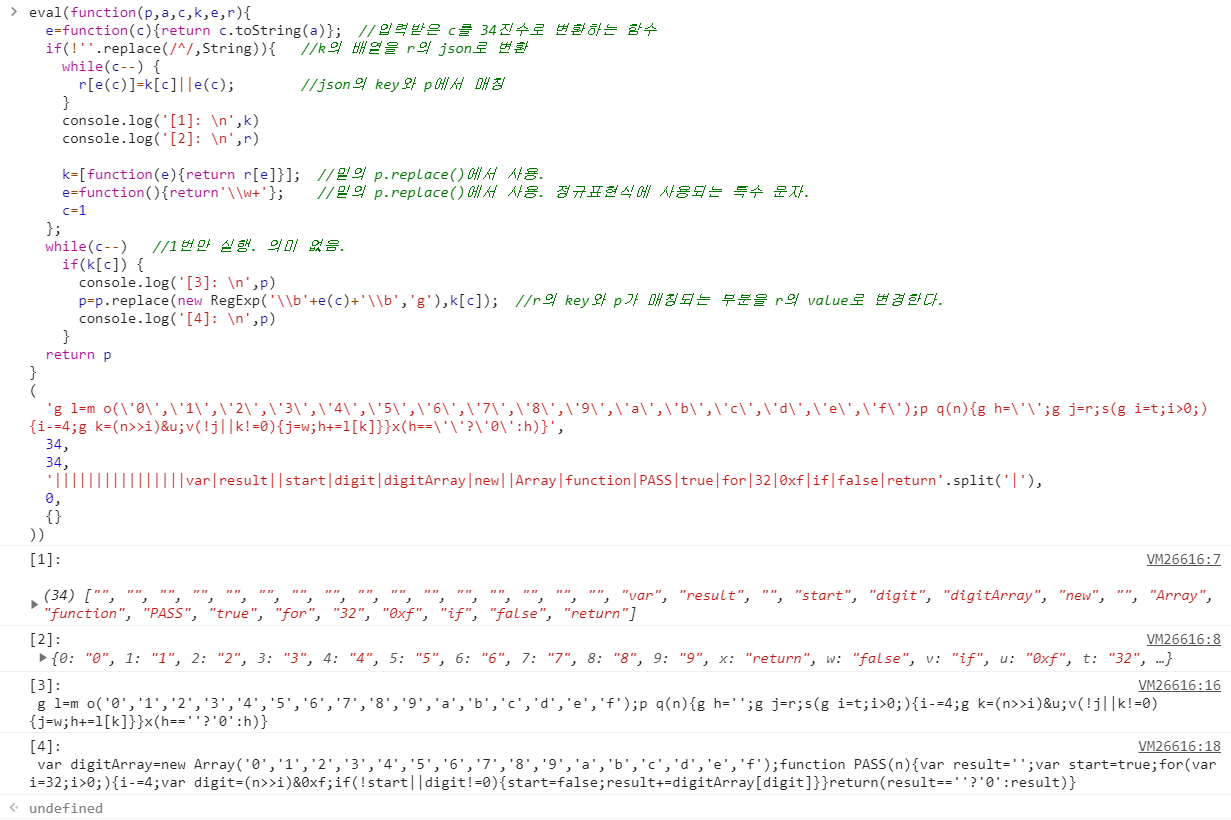 eval(function(p,a,c,k,e,r){
e=function(c){return c.toString(a)};  //입력받은 c를 34진수로 변환하는 함수
if(!''.replace(/^/,String)){   //k의 배열을 r의 json로 변환
while(c--) {
r[e(c)]=k[c]||e(c);        //json의 key와 p에서 매칭
}
console.log('[1]: \n',k)
console.log('[2]: \n',r)
k=[function(e){return r[e]}];  //밑의 p.replace()에서 사용.
e=function(){return'\\w+'};    //밑의 p.replace()에서 사용. 정규표현식에 사용되는 특수 문자.
c=1
};
while(c--)   //1번만 실행. 의미 없음.
if(k[c]) {
console.log('[3]: \n',p)
p=p.replace(new RegExp('\\b'+e(c)+'\\b','g'),k[c]);  //r의 key와 p가 매칭되는 부분을 r의 value로 변경한다.
console.log('[4]: \n',p)
}
return p
}
(
'g l=m o(\'0\',\'1\',\'2\',\'3\',\'4\',\'5\',\'6\',\'7\',\'8\',\'9\',\'a\',\'b\',\'c\',\'d\',\'e\',\'f\');p q(n){g h=\'\';g j=r;s(g i=t;i>0;)
{i-=4;g k=(n>>i)&u;v(!j||k!=0){j=w;h+=l[k]}}x(h==\'\'?\'0\':h)}',
34,
34,
'||||||||||||||||var|result||start|digit|digitArray|new||Array|function|PASS|true|for|32|0xf|if|false|return'.split('|'),
0,
{}
))
[1]: VM26616:7
(34) ["", "", "", "", "", "", "", "", "", "", "", "", "", "", "", "", "var", "result", "", "start", "digit", "digitArray", "new", "", "Array",
"function", "PASS", "true", "for", "32", "0xf", "if", "false", "return"]
[2]: VM26616:8
{0: "0", 1: "1", 2: "2", 3: "3", 4: "4", 5: "5", 6: "6", 7: "7", 8: "8", 9: "9", x: "return", w: "false", v: "if", u: "0xf", t: "32", …}
[3]: VM26616:16
g l=m o('0','1','2','3','4','5','6','7','8','9','a','b','c','d','e','f');p q(n){g h='';g j=r;s(g i=t;i>0;){i-=4;g k=(n>>i)&u;v(!j||k!=0)
{j=w;h+=l[k]}}x(h==''?'0':h)}
[4]: VM26616:18
var digitArray=new Array('0','1','2','3','4','5','6','7','8','9','a','b','c','d','e','f');function PASS(n){var result='';var start=true;for(var
i=32;i>0;){i-=4;var digit=(n>>i)&0xf;if(!start||digit!=0){start=false;result+=digitArray[digit]}}return(result==''?'0':result)}
undefined